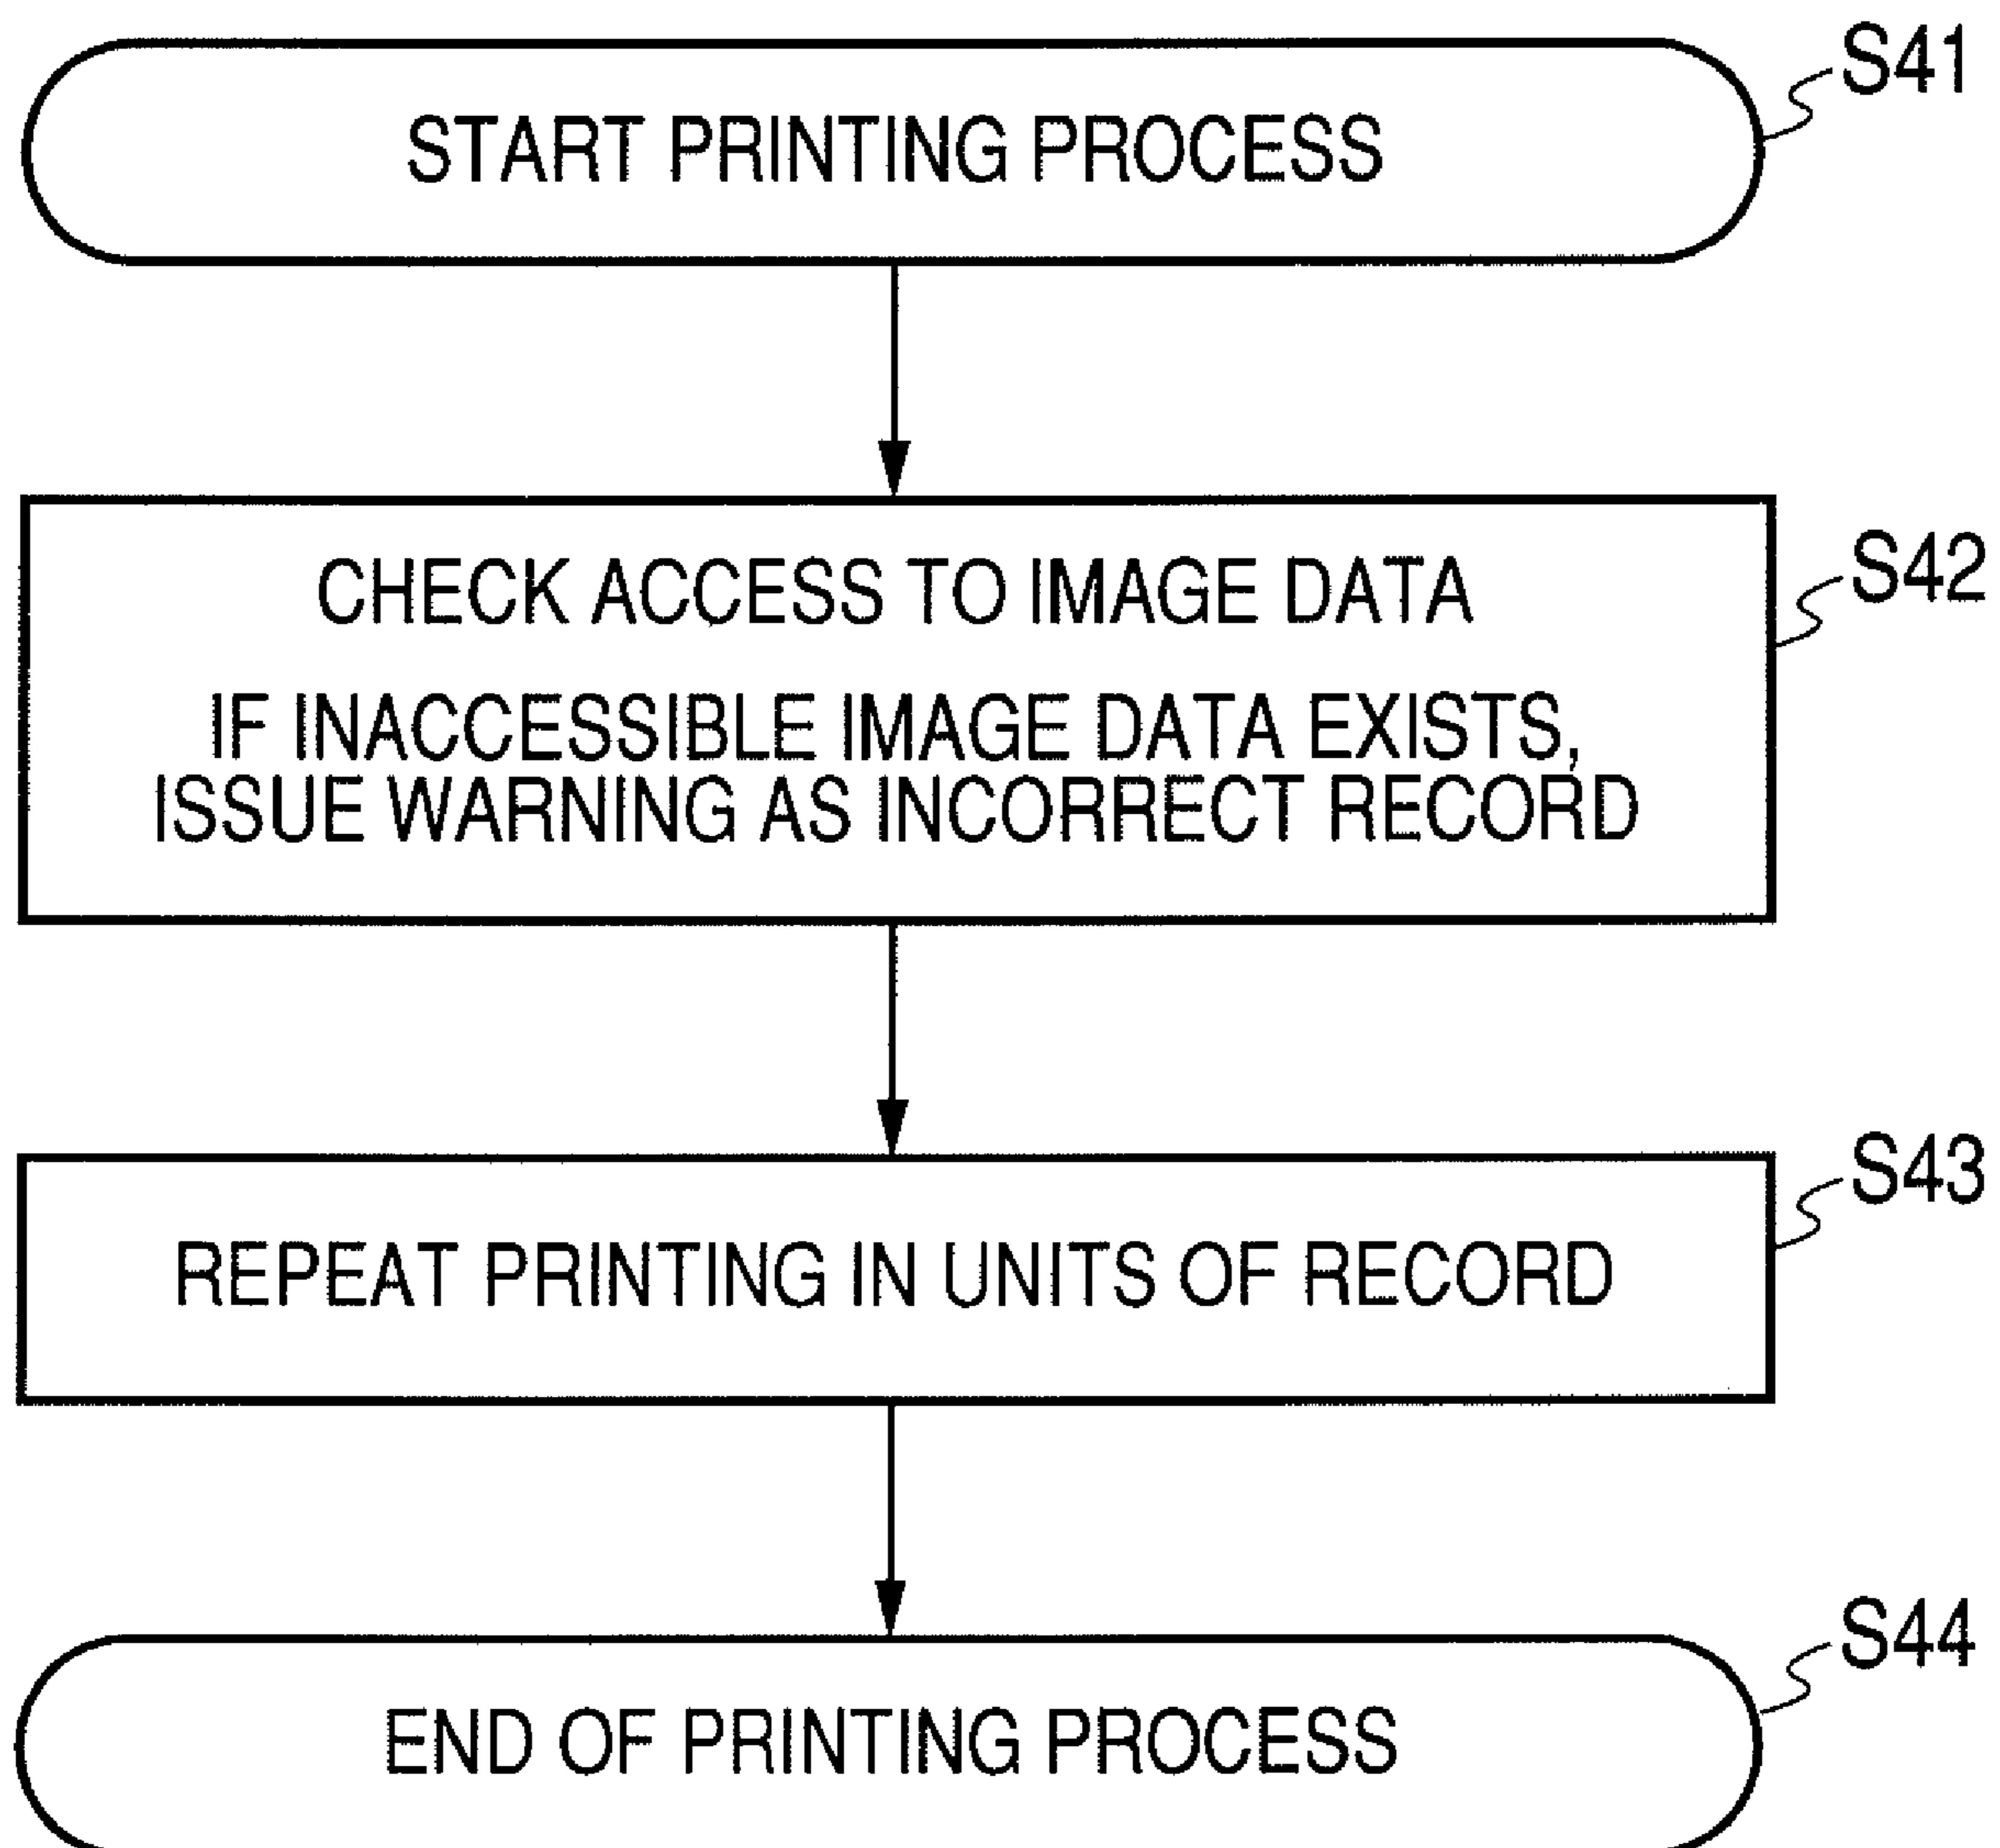 START PRINTING PROCESS
S41
CHECK ACCESS TO IMAGE DATA
S42
IF INACCESSIBLE IMAGE DATA EXISTS,
ISSUE WARNING AS INCORRECT RECORD
REPEAT PRINTING IN UNITS OF RECORD
S43
END OF PRINTING PROCESS
S44